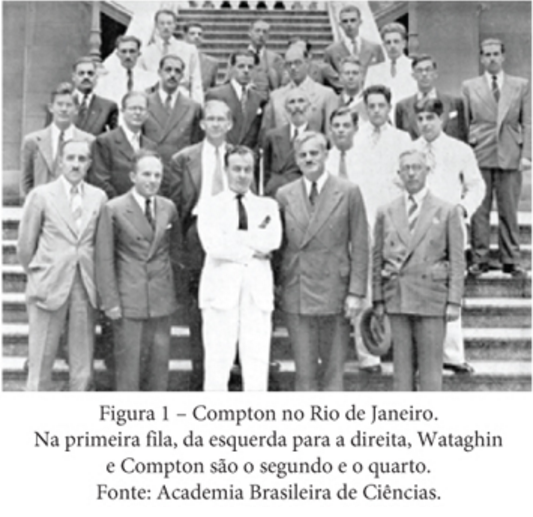 Figura 1 – Compton no Rio de Janeiro.
Na primeira fila, da esquerda para a direita, Wataghin
e Compton são o segundo e o quarto.
Fonte: Academia Brasileira de Ciências.